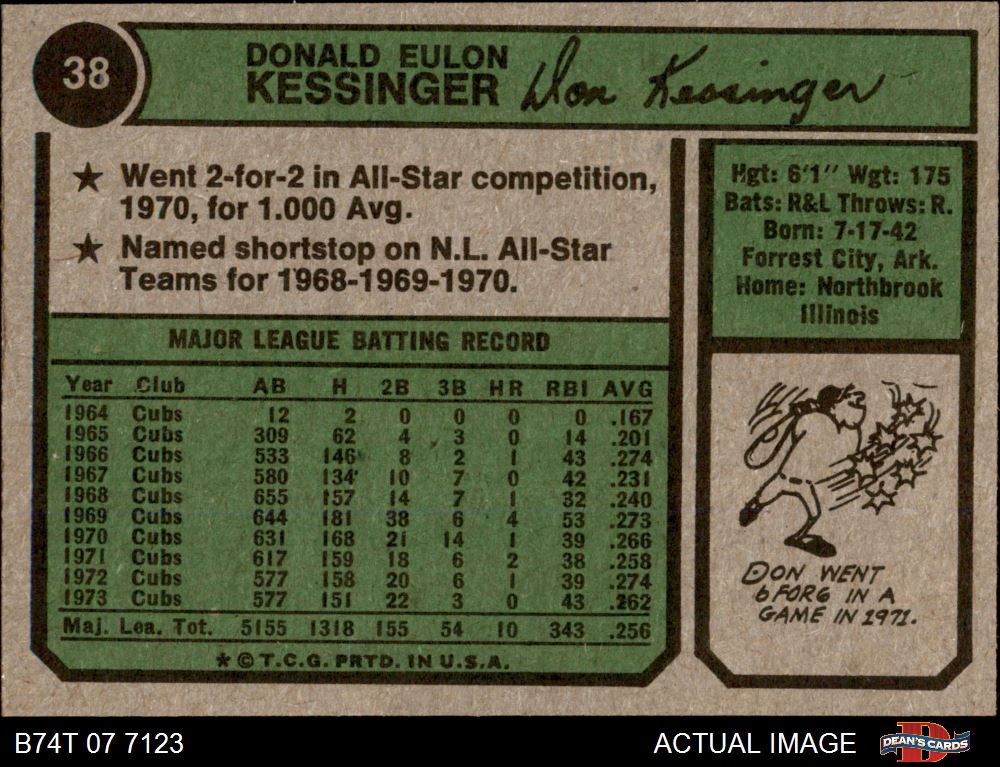 38
DONALD EULON
KESSINGER
Don Kessinger
★ Went 2-for-2 in All-Star competition,
1970, for 1.000 Avg.
★ Named shortstop on N.L. All-Star
Teams for 1968-1969-1970.
MAJOR LEAGUE BATTING RECORD
Year Club AB H 2B 3B HR RBI AVG
1964 Cubs 12 2 0 0 0 0 .167
1965 Cubs 309 62 4 3 0 14 .201
1966 Cubs 533 146 8 2 1 43 .274
1967 Cubs 580 134 10 7 0 42 .231
1968 Cubs 655 157 14 7 1 32 .240
1969 Cubs 644 181 38 6 4 53 .273
1970 Cubs 631 168 21 14 1 39 .266
1971 Cubs 617 159 18 6 2 38 .258
1972 Cubs 577 158 20 6 1 39 .274
1973 Cubs 577 151 22 3 0 43 .262
Maj. Lea. Tot. 5155 1318 155 54 10 343 .256
★ © T.C.G. PRTD. IN U.S.A.
Hgt: 6'1" Wgt: 175
Bats: R&L Throws: R.
Born: 7-17-42
Forrest City, Ark.
Home: Northbrook
Illinois
DON WENT
6 FOR 6 IN A
GAME IN 1971.
B74T 07 7123
ACTUAL IMAGE
D
DEAN'S CARDS